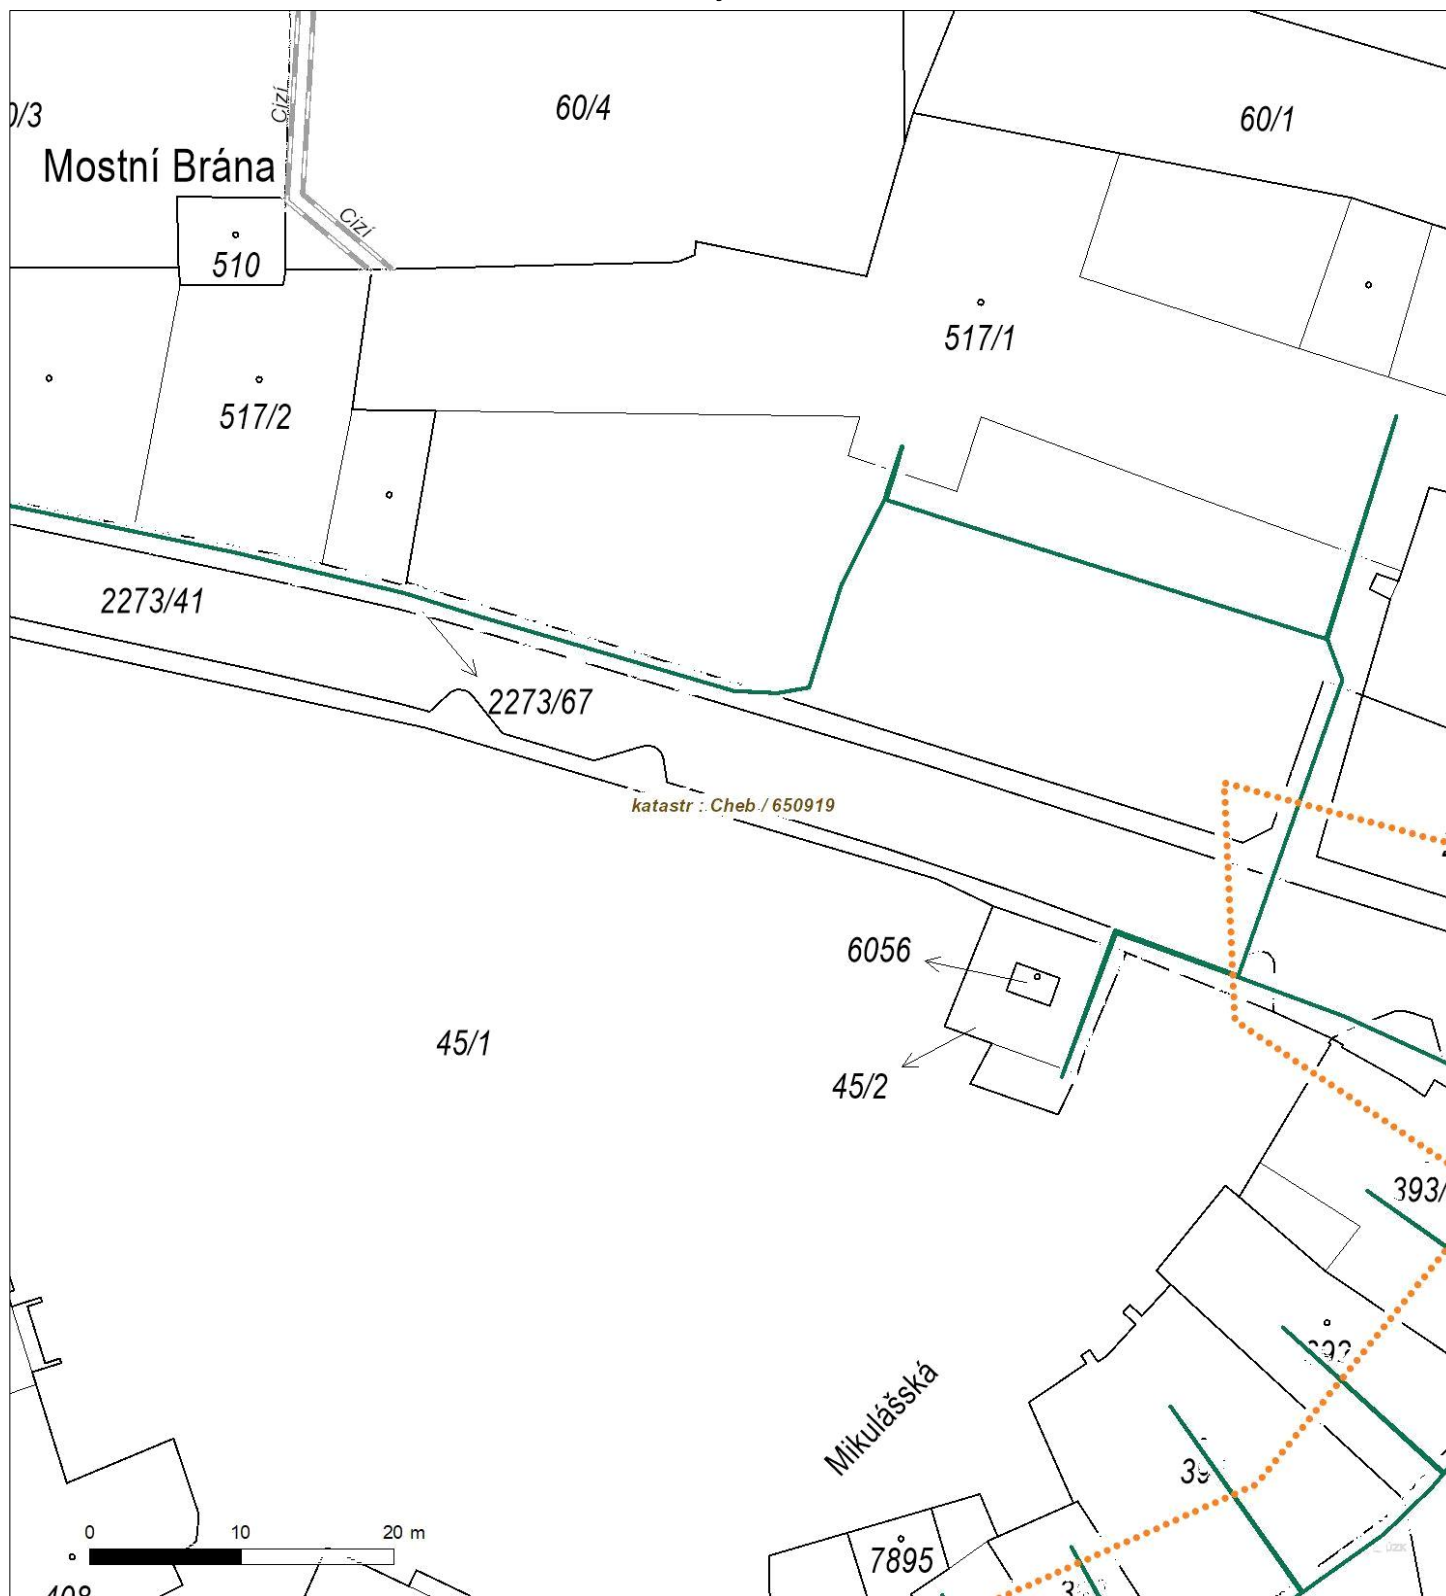 Cizí
60/4
60/1
Mostní Brána
Cizí
510
517/1
517/2
2273/41
2273/67
katastr : Cheb / 650919
6056
45/1
45/2
393/
Mikulášská
0 10 20 m
7895